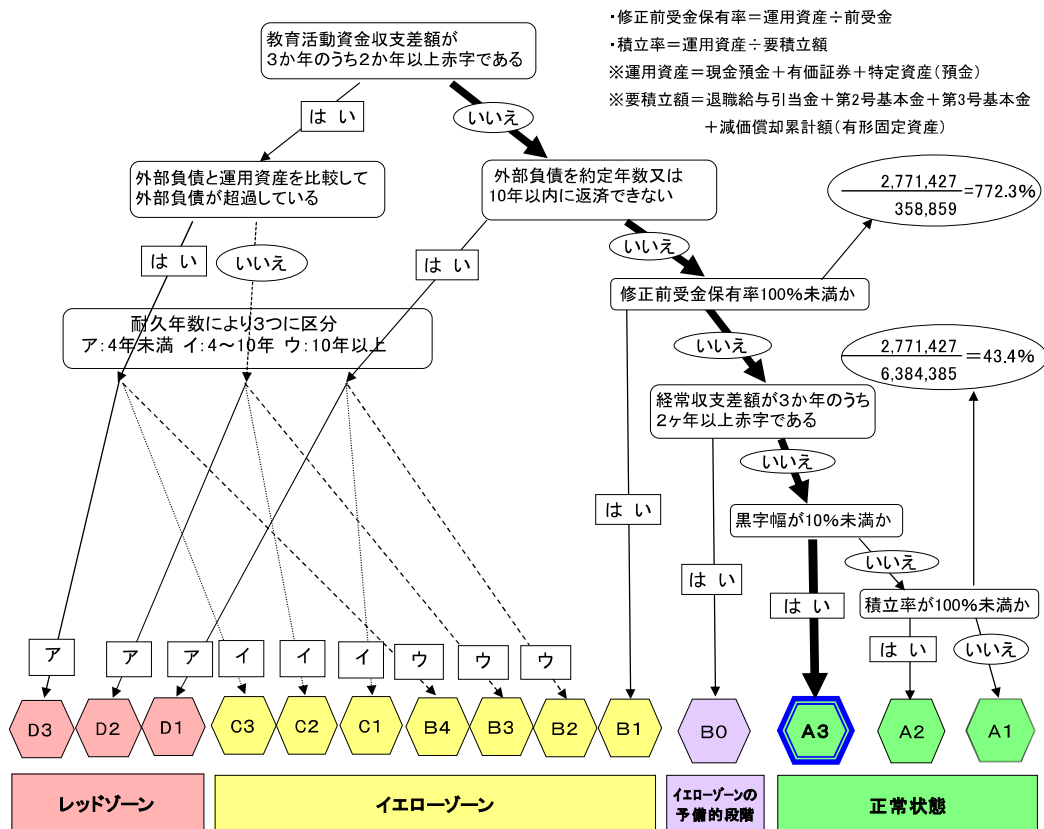 ・修正前受金保有率＝運用資産÷前受金
・積立率＝運用資産÷要積立額
※運用資産＝現金預金＋有価証券＋特定資産（預金）
※要積立額＝退職給与引当金＋第2号基本金＋第3号基本金
＋減価償却累計額（有形固定資産）
教育活動資金収支差額が
3か年のうち2か年以上赤字である
は い
いいえ
外部負債と運用資産を比較して
外部負債が超過している
外部負債を約定年数又は
10年以内に返済できない
2,771,427
358,859
＝772.3%
は い
いいえ
は い
いいえ
修正前受金保有率100%未満か
耐久年数により3つに区分
ア：4年未満 イ：4～10年 ウ：10年以上
いいえ
2,771,427
6,384,385
＝43.4%
経常収支差額が3か年のうち
2ヶ年以上赤字である
いいえ
は い
黒字幅が10%未満か
は い
は い
いいえ
積立率が100%未満か
は い
いいえ
ア
ア
ア
イ
イ
イ
ウ
ウ
ウ
D3
D2
D1
C3
C2
C1
B4
B3
B2
B1
B0
A3
A2
A1
レッドゾーン
イエローゾーン
イエローゾーンの
予備的段階
正常状態